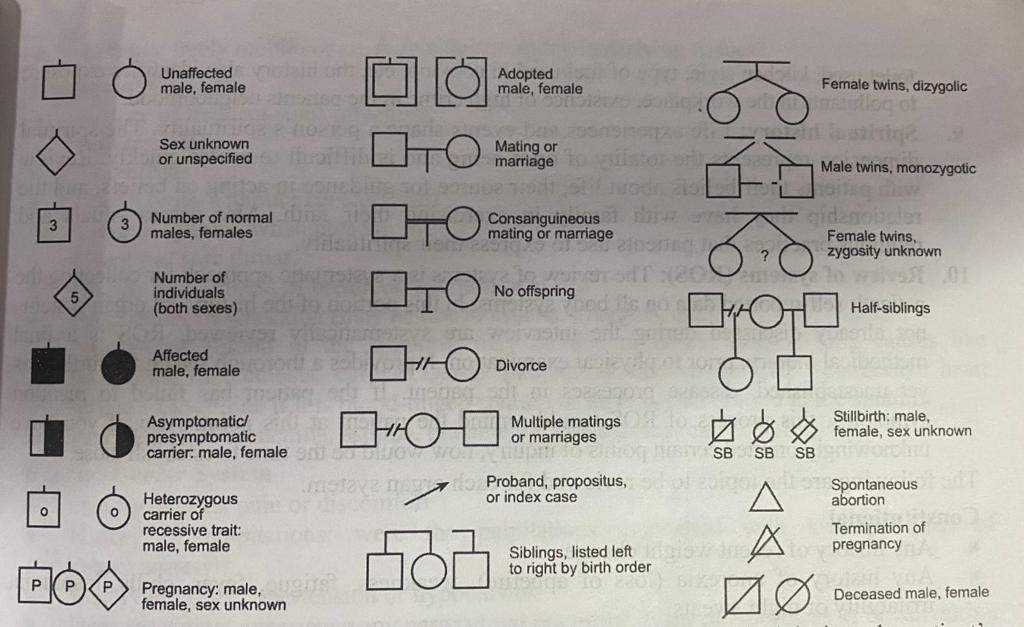 Unaffected
male, female
Sex unknown
or unspecified
3
3
Number of normal
males, females
5
Number of
individuals
(both sexes)
Affected
male, female
Asymptomatic/
presymptomatic
carrier: male, female
o
o
Heterozygous
carrier of
recessive trait:
male, female
P
P
P
Pregnancy: male,
female, sex unknown
Adopted
male, female
Mating or
marriage
Consanguineous
mating or marriage
No offspring
Divorce
Multiple matings
or marriages
Proband, propositus,
or index case
Siblings, listed left
to right by birth order
Female twins, dizygolic
Male twins, monozygotic
?
Female twins,
zygosity unknown
Half-siblings
SB
SB
SB
Stillbirth: male,
female, sex unknown
Spontaneous
abortion
Termination of
pregnancy
Deceased male, female